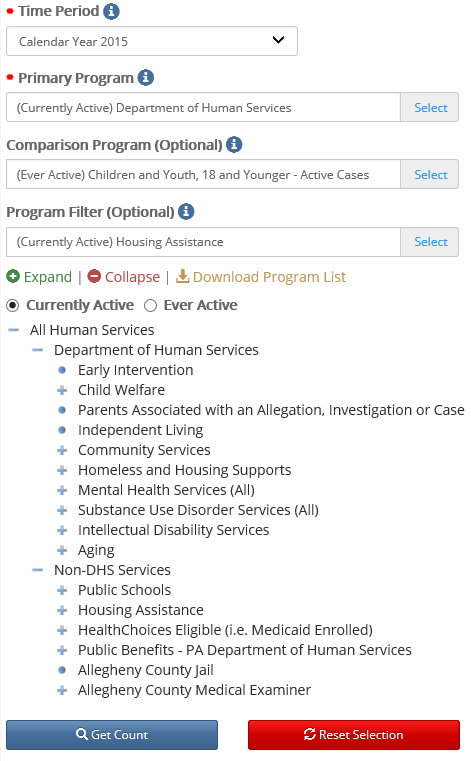 Time Period
Calendar Year 2015
Primary Program
(Currently Active) Department of Human Services Select
Comparison Program (Optional)
(Ever Active) Children and Youth, 18 and Younger - Active Cases Select
Program Filter (Optional)
(Currently Active) Housing Assistance Select
Expand | Collapse | Download Program List
Currently Active Ever Active
All Human Services
Department of Human Services
Early Intervention
Child Welfare
Parents Associated with an Allegation, Investigation or Case
Independent Living
Community Services
Homeless and Housing Supports
Mental Health Services (All)
Substance Use Disorder Services (All)
Intellectual Disability Services
Aging
Non-DHS Services
Public Schools
Housing Assistance
HealthChoices Eligible (i.e. Medicaid Enrolled)
Public Benefits - PA Department of Human Services
Allegheny County Jail
Allegheny County Medical Examiner
Get Count Reset Selection